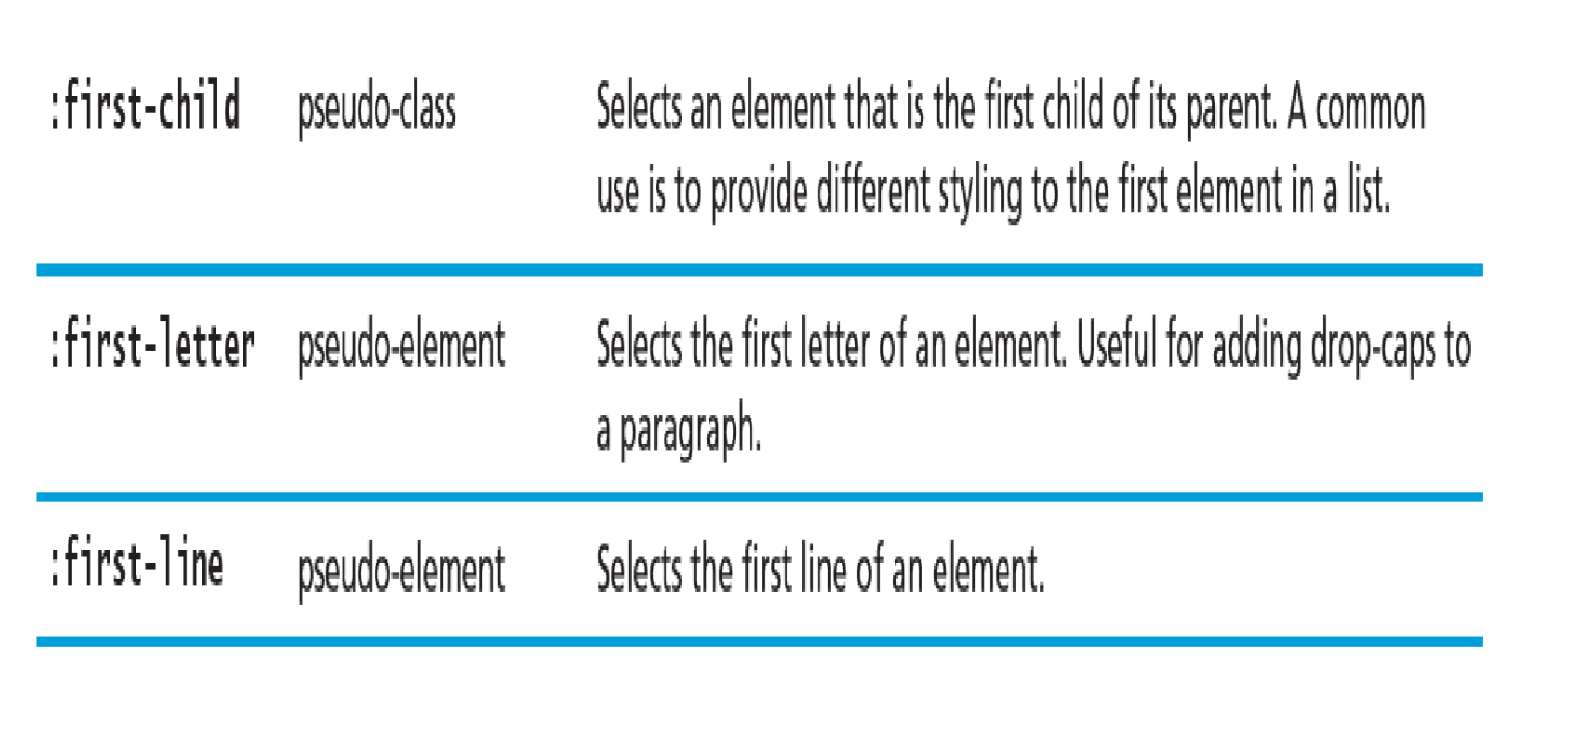 :first-child pseudo-class Selects an element that is the first child of its parent. A common
use is to provide different styling to the first element in a list.
:first-letter pseudo-element Selects the first letter of an element. Useful for adding drop-caps to
a paragraph.
:first-line pseudo-element Selects the first line of an element.